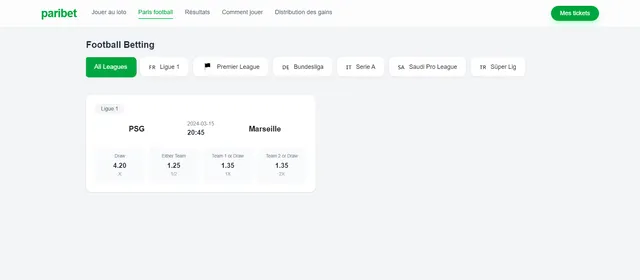 paribet
Jouer au loto
Paris football
Résultats
Comment jouer
Distribution des gains
Mes tickets
Football Betting
All Leagues
FR Ligue 1
Premier League
DE Bundesliga
IT Serie A
SA Saudi Pro League
TR Süper Lig
Ligue 1
PSG
2024-03-15
20:45
Marseille
Draw
4.20
X
Either Team
1.25
1/2
Team 1 or Draw
1.35
1X
Team 2 or Draw
1.35
2X